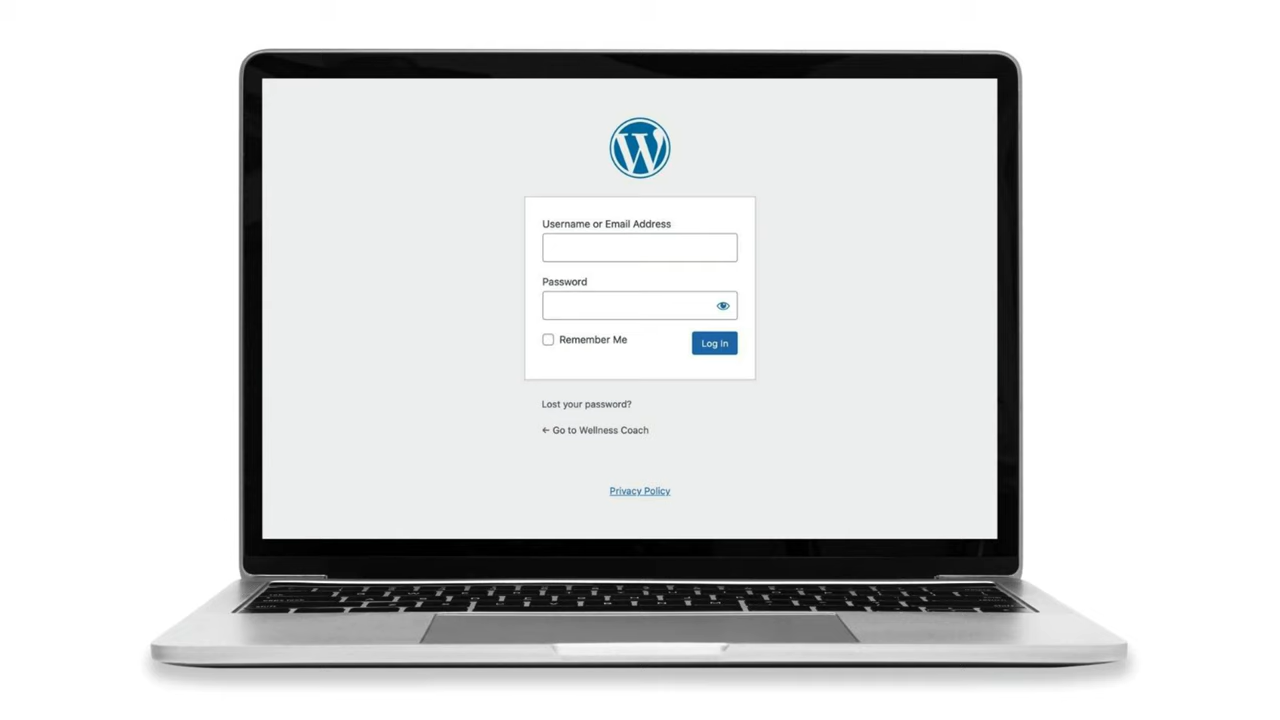 Username or Email Address
Password
Remember Me
Log In
Lost your password?
← Go to Wellness Coach
Privacy Policy